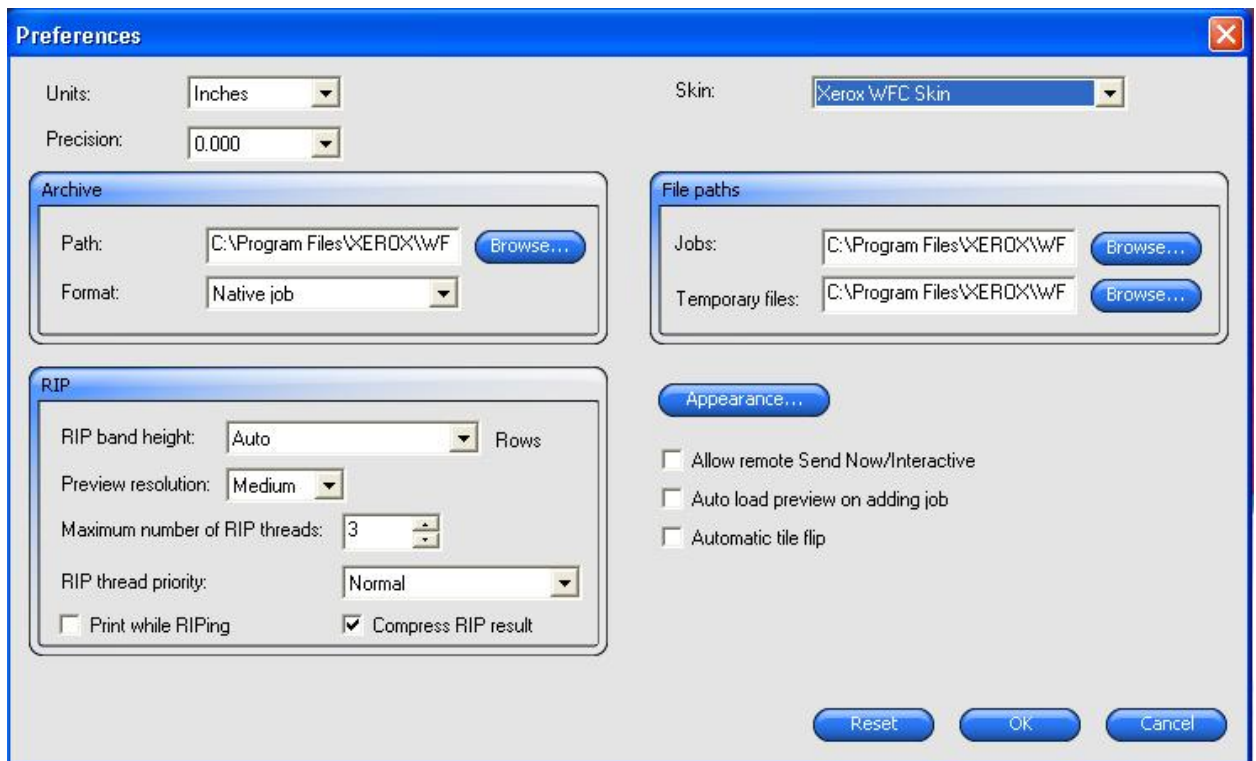 Preferences
Units: Inches
Skin: Xerox WFC Skin
Precision: 0.000
Archive
Path: C:\Program Files\XEROX\WF Browse...
Format: Native job
File paths
Jobs: C:\Program Files\XEROX\WF Browse...
Temporary files: C:\Program Files\XEROX\WF Browse...
RIP
RIP band height: Auto Rows
Preview resolution: Medium
Maximum number of RIP threads: 3
RIP thread priority: Normal
Print while RIPing Compress RIP result
Appearance...
Allow remote Send Now/Interactive
Auto load preview on adding job
Automatic tile flip
Reset OK Cancel